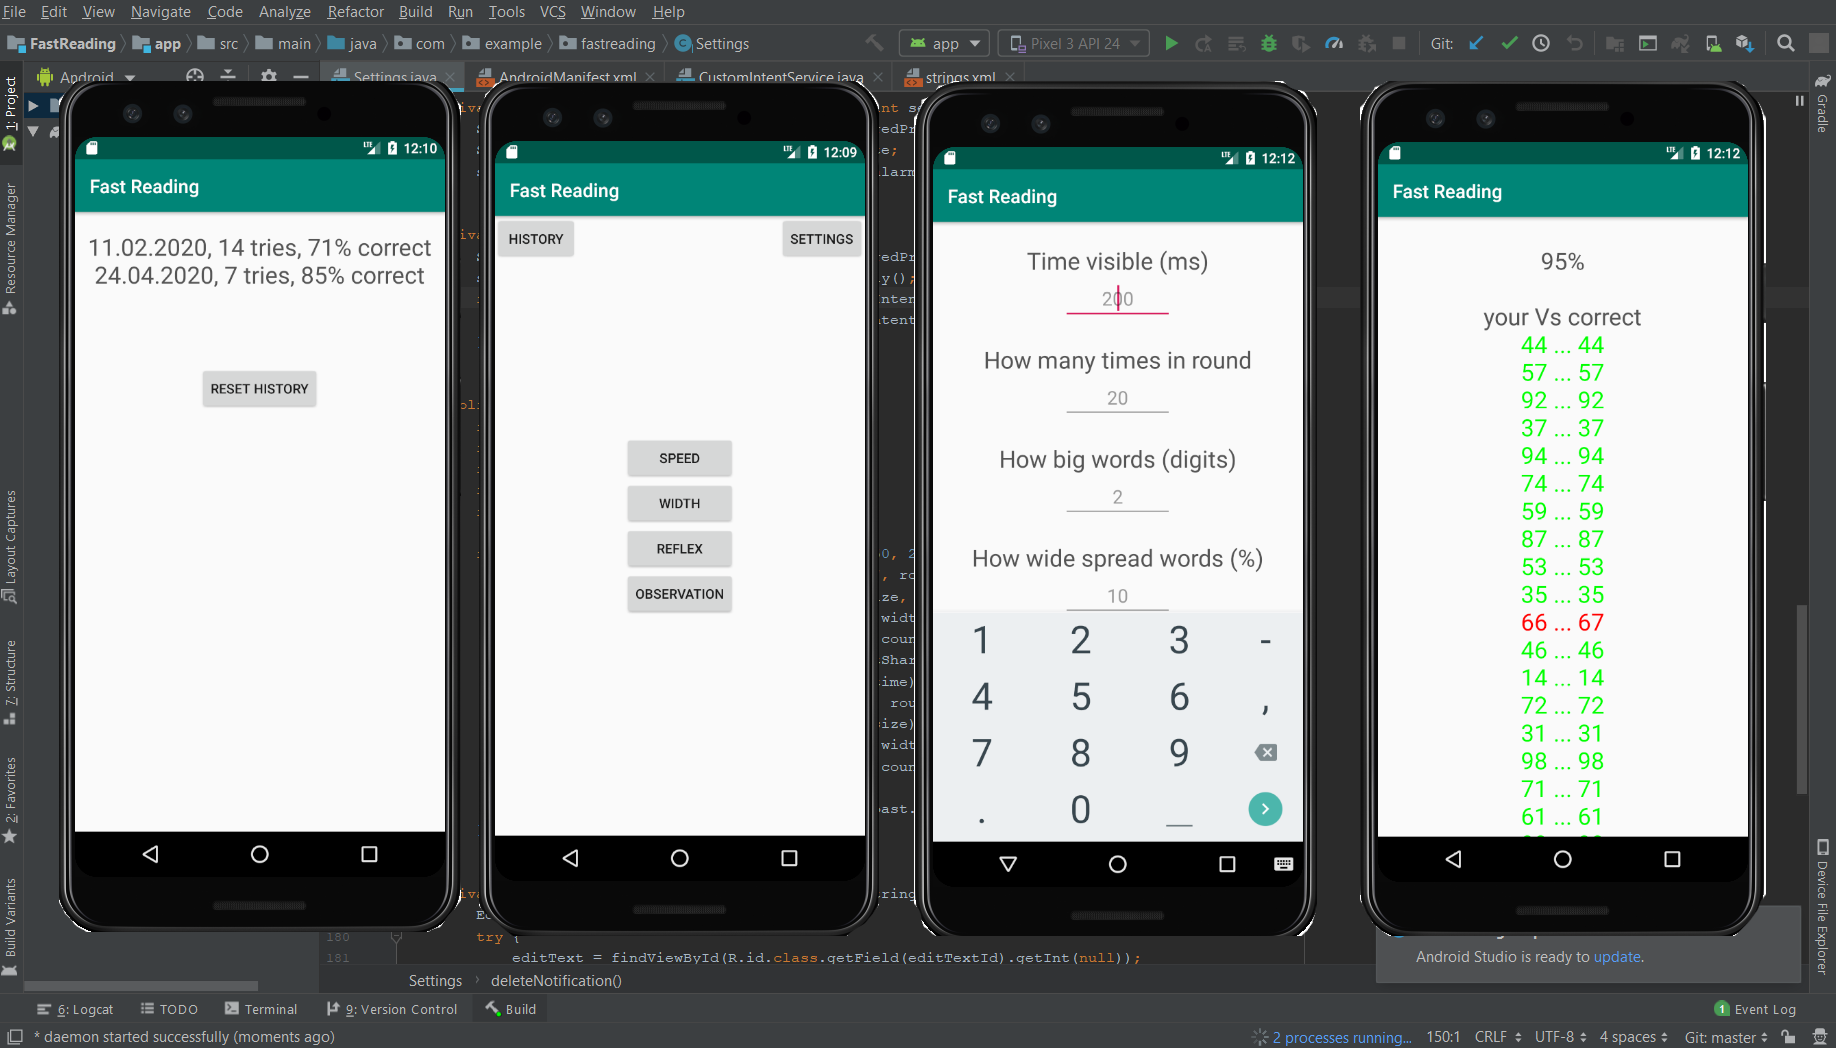 File Edit View Navigate Code Analyze Refactor Build Run Tools VCS Window Help
FastReading app src main java com example fastreading Settings
app Pixel 3 API 24 Git:
Android Settings.java AndroidManifest.xml CustomIntentService.java strings.xml
1: Project
Resource Manager
Layout Captures
7: Structure
2: Favorites
Build Variants
12:10
Fast Reading
11.02.2020, 14 tries, 71% correct
24.04.2020, 7 tries, 85% correct
RESET HISTORY
LTE 12:09
Fast Reading
HISTORY SETTINGS
SPEED
WIDTH
REFLEX
OBSERVATION
LTE 12:12
Fast Reading
Time visible (ms)
200
How many times in round
20
How big words (digits)
2
How wide spread words (%)
10
1 2 3 -
4 5 6 ,
7 8 9
. 0 _
LTE 12:12
Fast Reading
95%
your Vs correct
44 ... 44
57 ... 57
92 ... 92
37 ... 37
94 ... 94
74 ... 74
59 ... 59
87 ... 87
53 ... 53
35 ... 35
66 ... 67
46 ... 46
14 ... 14
72 ... 72
31 ... 31
98 ... 98
71 ... 71
61 ... 61
Gradle
Device File Explorer
180 try {
181 editText = findViewById(R.id.class.getField(editTextId).getInt(null));
Android Studio is ready to update.
Settings deleteNotification()
6: Logcat TODO Terminal 9: Version Control Build 1 Event Log
* daemon started successfully (moments ago) 2 processes running... 150:1 CRLF UTF-8 4 spaces Git: master